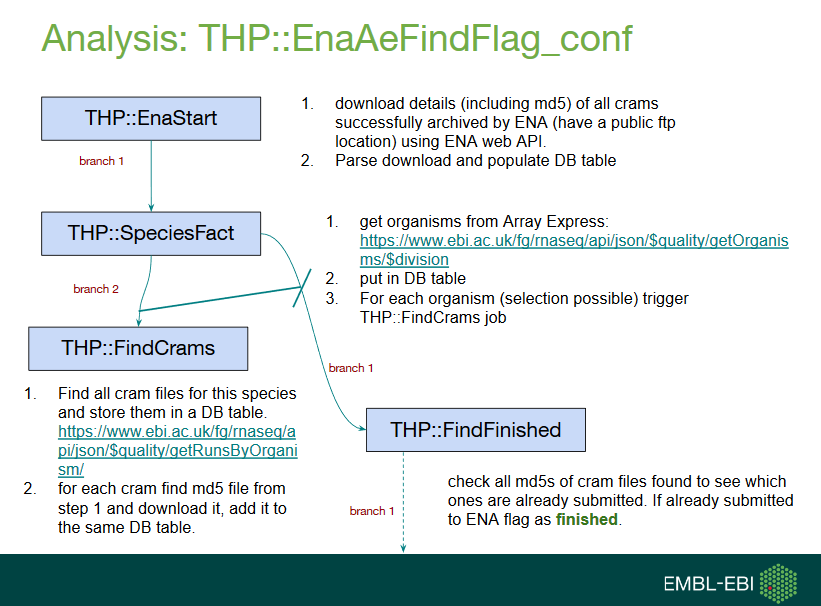 Analysis: THP::EnaAeFindFlag_conf
THP::EnaStart
1. download details (including md5) of all crams
successfully archived by ENA (have a public ftp
location) using ENA web API.
2. Parse download and populate DB table
branch 1
THP::SpeciesFact
1. get organisms from Array Express:
https://www.ebi.ac.uk/fg/rnaseq/api/json/$quality/getOrganis
ms/$division
2. put in DB table
3. For each organism (selection possible) trigger
THP::FindCrams job
branch 2
THP::FindCrams
branch 1
1. Find all cram files for this species
and store them in a DB table.
https://www.ebi.ac.uk/fg/rnaseq/a
pi/json/$quality/getRunsByOrgani
sm/
2. for each cram find md5 file from
step 1 and download it, add it to
the same DB table.
THP::FindFinished
check all md5s of cram files found to see which
ones are already submitted. If already submitted
to ENA flag as finished.
branch 1
EMBL-EBI